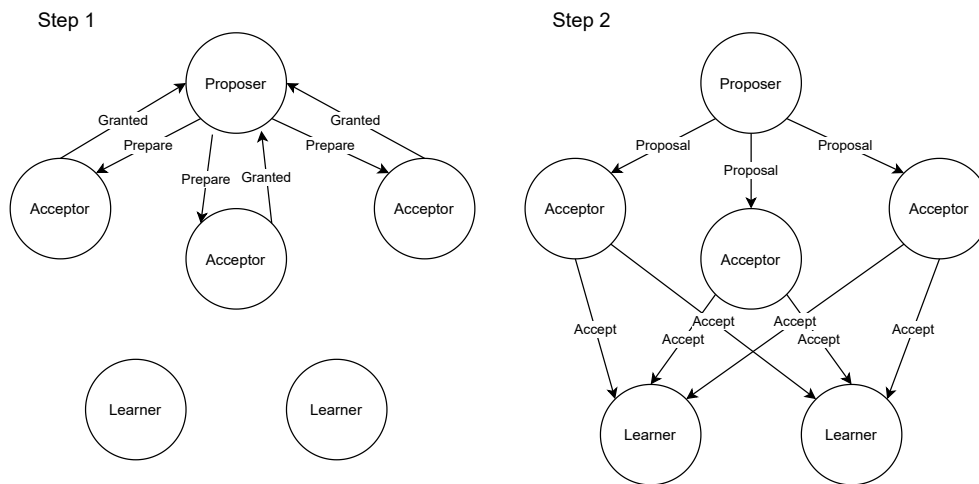 Step 1
Proposer
Granted
Granted
Prepare
Prepare
Prepare
Granted
Acceptor
Acceptor
Acceptor
Learner
Learner
Step 2
Proposer
Proposal
Proposal
Proposal
Acceptor
Acceptor
Acceptor
Accept
Accept
Accept
Accept
Accept
Accept
Learner
Learner